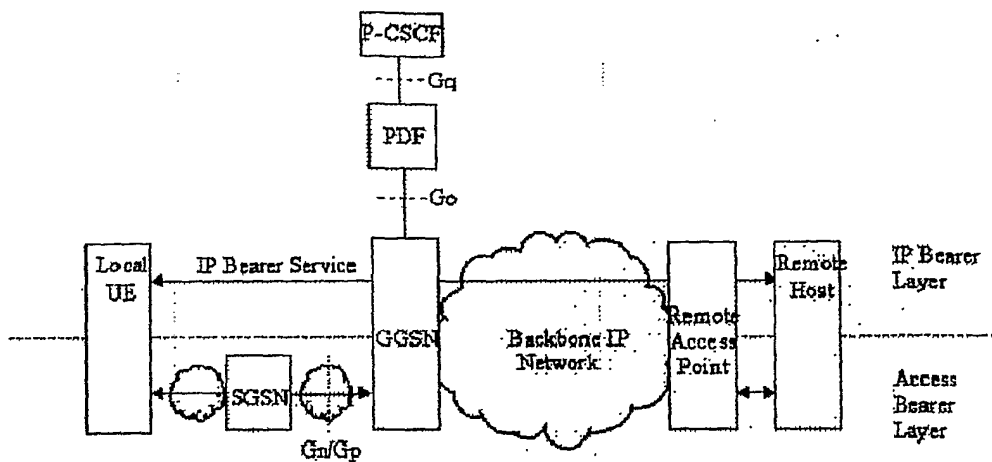 P-CSCF
Gq
PDF
Go
Local
UE
IP Bearer Service
GGSN
Backbone IP
Network
Remote
Access
Point
Remote
Host
IP Bearer
Layer
SGSN
Gn/Gp
Access
Bearer
Layer